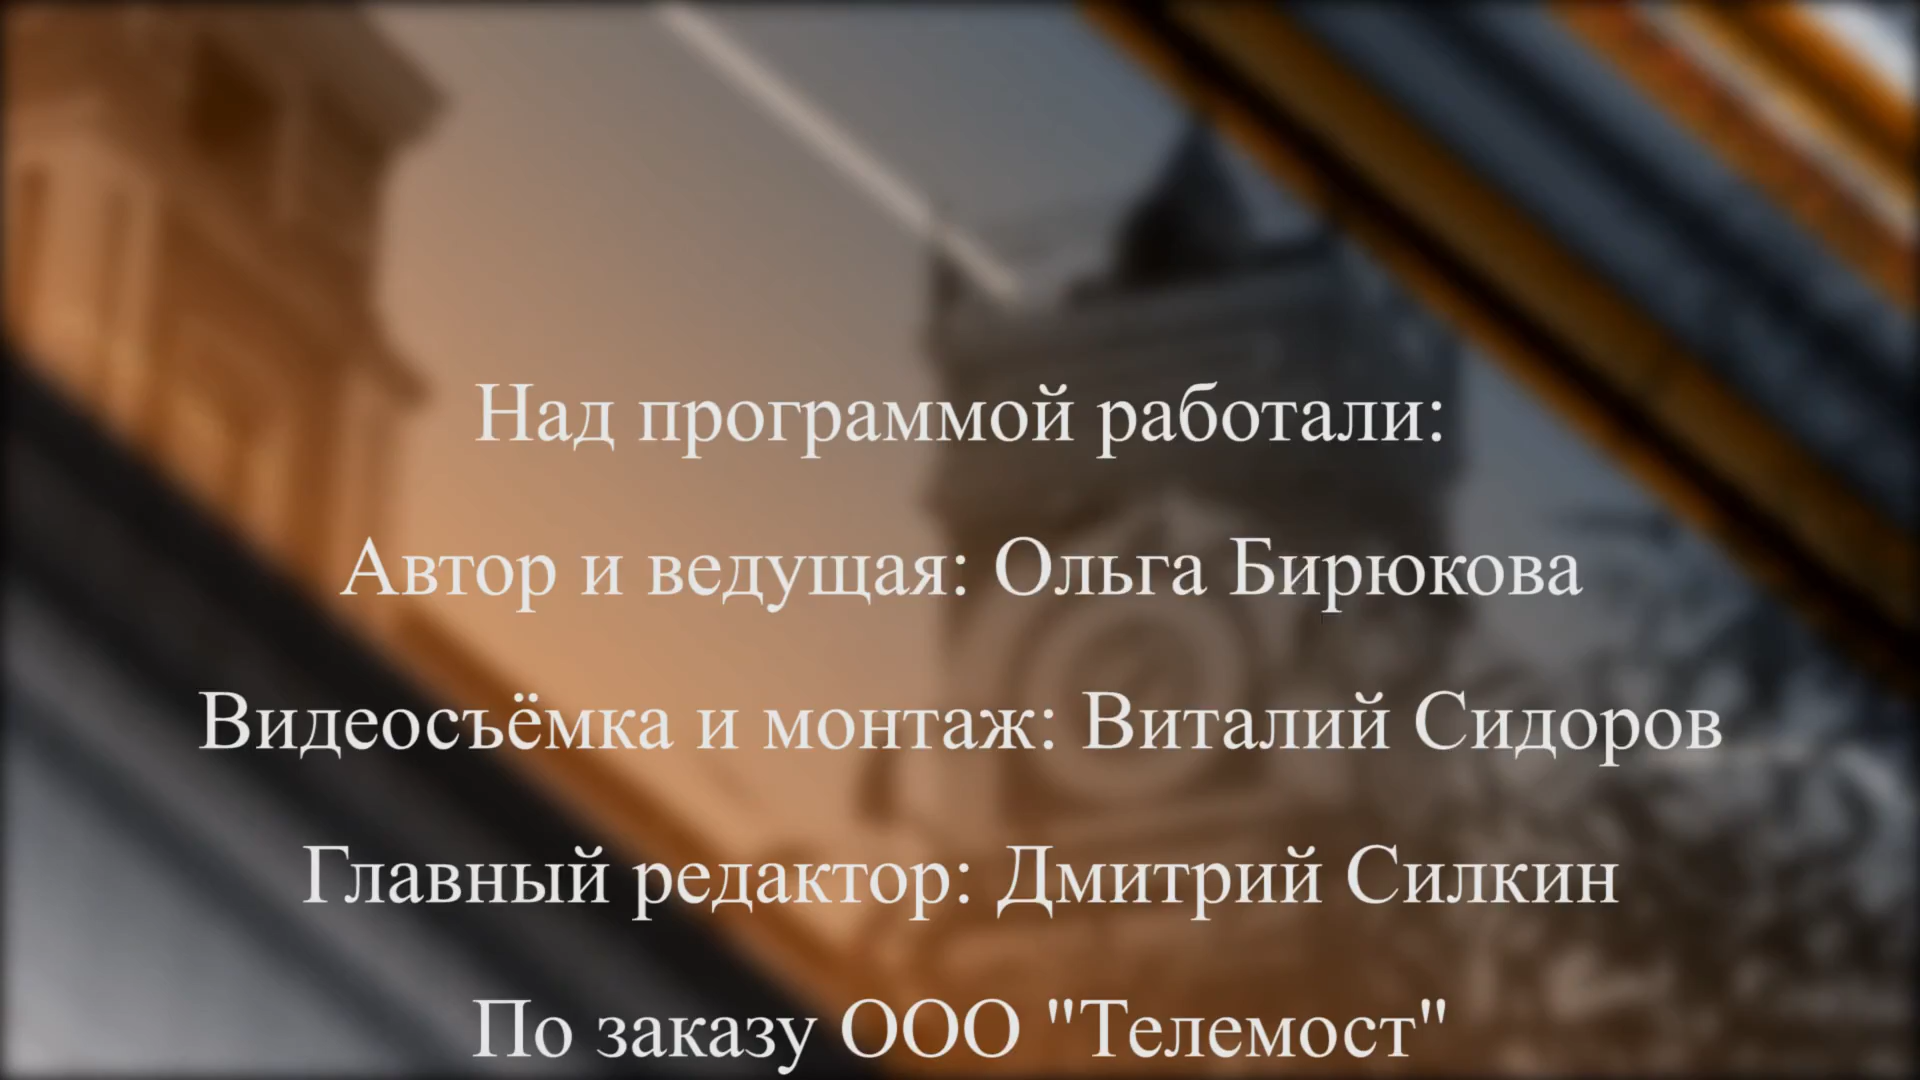 Над программой работали:
Автор и ведущая: Ольга Бирюкова
Видеосъёмка и монтаж: Виталий Сидоров
Главный редактор: Дмитрий Силкин
По заказу ООО "Телемост"